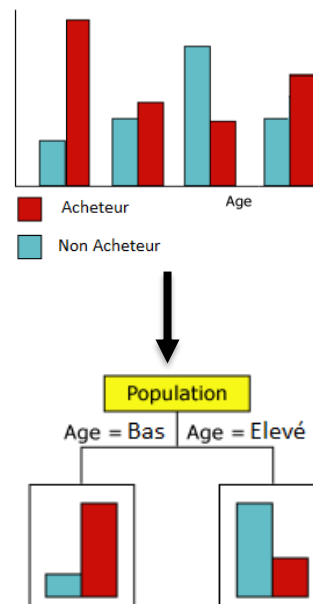 Age
Acheteur
Non Acheteur
Population
Age = Bas
Age = Elevé